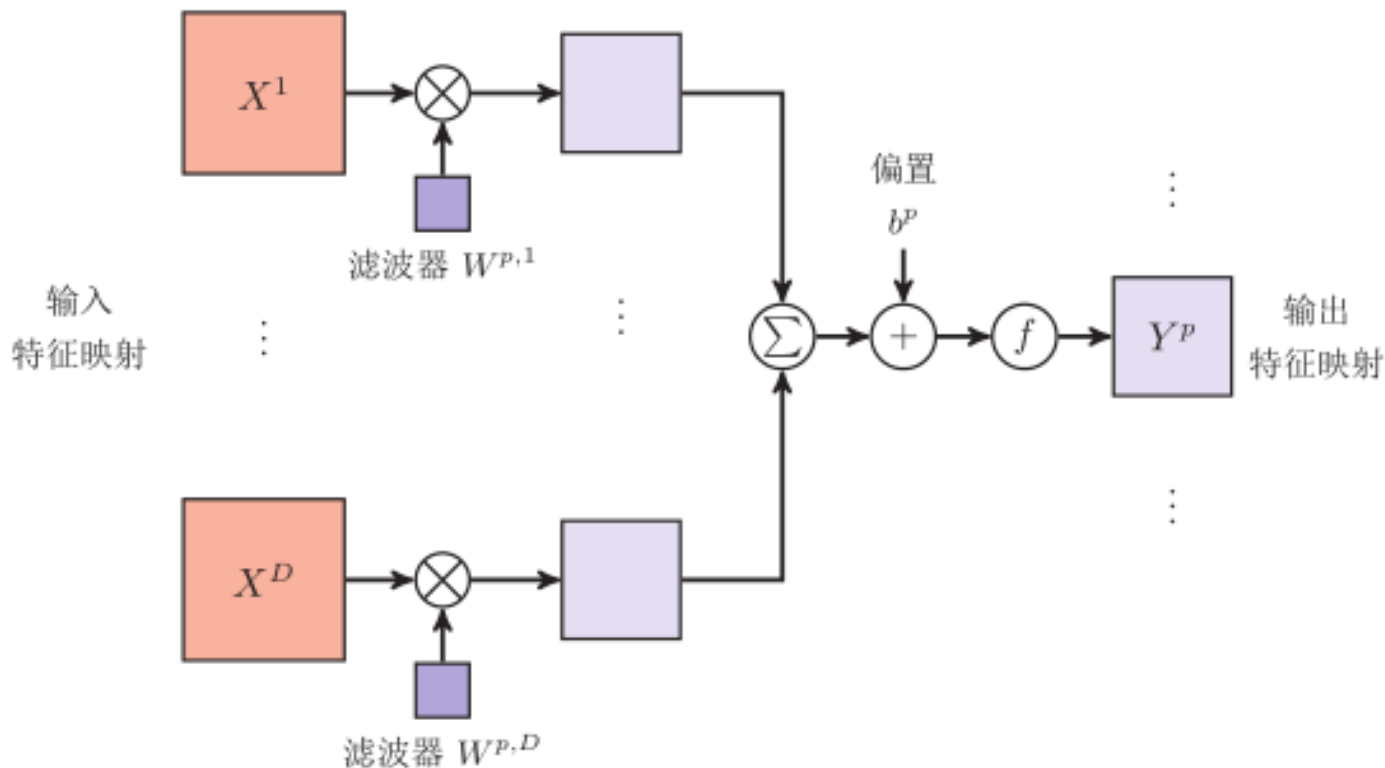 X^1
滤波器 W^{p,1}
输入
特征映射
⋮
⋮
X^D
滤波器 W^{p,D}
∑
偏置
b^p
+
f
⋮
Y^p
⋮
输出
特征映射